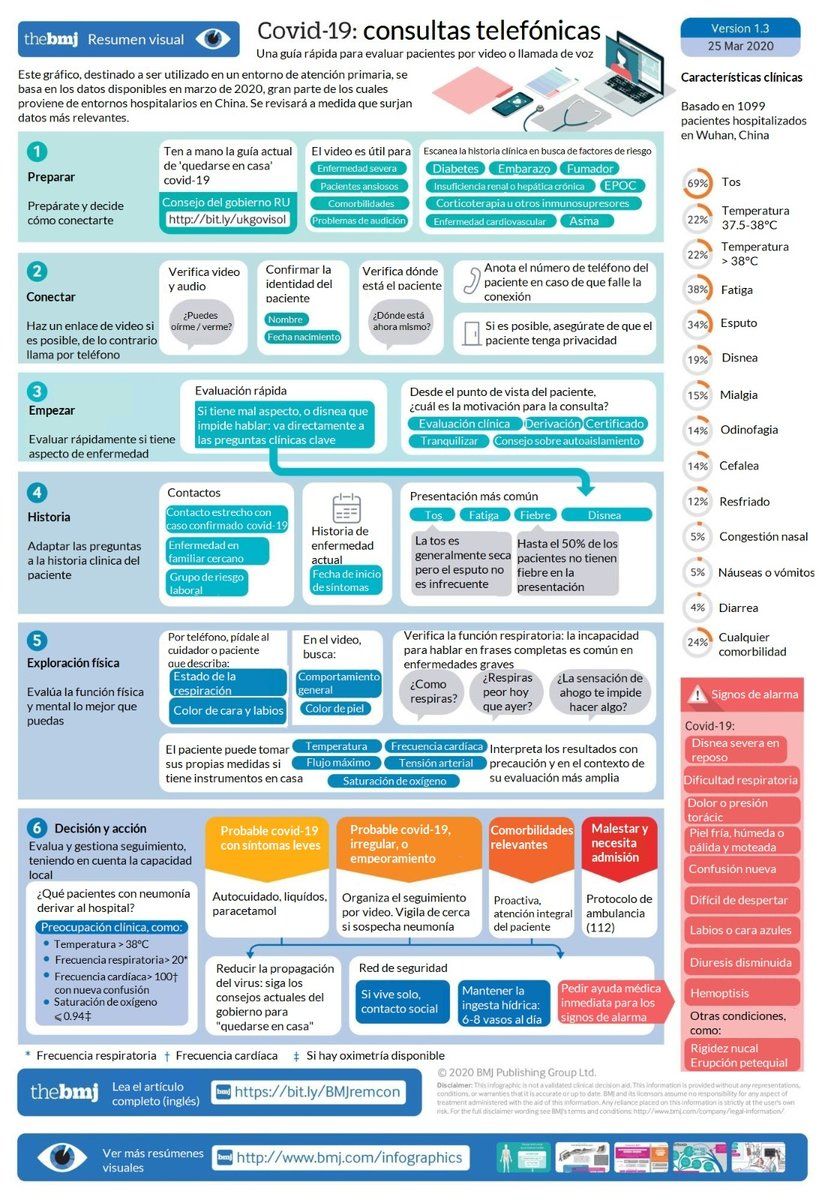 thebmj Resumen visual
Covid-19: consultas telefónicas
Una guía rápida para evaluar pacientes por video o llamada de voz
Version 1.3
25 Mar 2020
Este gráfico, destinado a ser utilizado en un entorno de atención primaria, se
basa en los datos disponibles en marzo de 2020, gran parte de los cuales
proviene de entornos hospitalarios en China. Se revisará a medida que surjan
datos más relevantes.
1
Preparar
Prepárate y decide
cómo conectarte
Ten a mano la guía actual
de 'quedarse en casa'
covid-19
Consejo del gobierno RU
http://bit.ly/ukgovisol
El video es útil para
Enfermedad severa
Pacientes ansiosos
Comorbilidades
Problemas de audición
Escanea la historia clínica en busca de factores de riesgo
Diabetes Embarazo Fumador
Insuficiencia renal o hepática crónica EPOC
Corticoterapia u otros inmunosupresores
Enfermedad cardiovascular Asma
2
Conectar
Haz un enlace de video si
es posible, de lo contrario
llama por teléfono
Verifica video
y audio
¿Puedes
oírme / verme?
Confirmar la
identidad del
paciente
Nombre
Fecha nacimiento
Verifica dónde
está el paciente
¿Dónde está
ahora mismo?
Anota el número de teléfono del
paciente en caso de que falle la
conexión
Si es posible, asegúrate de que el
paciente tenga privacidad
3
Empezar
Evaluar rápidamente si tiene
aspecto de enfermedad
Evaluación rápida
Si tiene mal aspecto, o disnea que
impide hablar: va directamente a
las preguntas clínicas clave
Desde el punto de vista del paciente,
¿cuál es la motivación para la consulta?
Evaluación clínica Derivación Certificado
Tranquilizar Consejo sobre autoaislamiento
4
Historia
Adaptar las preguntas
a la historia clinica del
paciente
Contactos
Contacto estrecho con
caso confirmado covid-19
Enfermedad en
familiar cercano
Grupo de riesgo
laboral
Historia de
enfermedad
actual
Fecha de inicio
de síntomas
Presentación más común
Tos Fatiga Fiebre Disnea
La tos es
generalmente seca
pero el esputo no
es infrecuente
Hasta el 50% de los
pacientes no tienen
fiebre en la
presentación
5
Exploración física
Evalúa la función física
y mental lo mejor que
puedas
Por teléfono, pídale al
cuidador o paciente
que describa:
Estado de la
respiración
Color de cara y labios
En el video,
busca:
Comportamiento
general
Color de piel
Verifica la función respiratoria: la incapacidad
para hablar en frases completas es común en
enfermedades graves
¿Como
respiras?
¿Respiras
peor hoy
que ayer?
¿La sensación de
ahogo te impide
hacer algo?
El paciente puede tomar
sus propias medidas si
tiene instrumentos en casa
Temperatura Frecuencia cardíaca
Flujo máximo Tensión arterial
Saturación de oxígeno
Interpreta los resultados con
precaución y en el contexto de
su evaluación más amplia
6 Decisión y acción
Evalua y gestiona seguimiento,
teniendo en cuenta la capacidad
local
¿Qué pacientes con neumonía
derivar al hospital?
Preocupación clínica, como:
Temperatura > 38°C
Frecuencia respiratoria> 20*
Frecuencia cardíaca> 100†
con nueva confusión
Saturación de oxígeno
⩽ 0.94‡
Probable covid-19
con síntomas leves
Autocuidado, liquídos,
paracetamol
Probable covid-19,
irregular, o
empeoramiento
Organiza el seguimiento
por video. Vigila de cerca
si sospecha neumonía
Comorbilidades
relevantes
Proactiva,
atención integral
del paciente
Malestar y
necesita
admisión
Protocolo de
ambulancia
(112)
Reducir la propagación
del virus: siga los
consejos actuales del
gobierno para
"quedarse en casa"
Red de seguridad
Si vive solo,
contacto social
Mantener la
ingesta hídrica:
6-8 vasos al día
Pedir ayuda médica
inmediata para los
signos de alarma
* Frecuencia respiratoria † Frecuencia cardíaca ‡ Si hay oximetría disponible
Características clínicas
Basado en 1099
pacientes hospitalizados
en Wuhan, China
69% Tos
22% Temperatura
37.5-38°C
22% Temperatura
> 38°C
38% Fatiga
34% Esputo
19% Disnea
15% Mialgia
14% Odinofagia
14% Cefalea
12% Resfriado
5% Congestión nasal
5% Náuseas o vómitos
4% Diarrea
24% Cualquier
comorbilidad
Signos de alarma
Covid-19:
Disnea severa en
reposo
Dificultad respiratoria
Dolor o presión
torácic
Piel fría, húmeda o
pálida y moteada
Confusión nueva
Difícil de despertar
Labios o cara azules
Diuresis disminuida
Hemoptisis
Otras condiciones,
como:
Rigidez nucal
Erupción petequial
thebmj
Lea el artículo
completo (inglés)
bmj https://bit.ly/BMJremcon
© 2020 BMJ Publishing Group Ltd.
Disclaimer: This infographic is not a validated clinical decision aid. This information is provided without any representations,
conditions, or warranties that it is accurate or up to date. BMJ and its licensors assume no responsibility for any aspect of
treatment administered with the aid of this information. Any reliance placed on this information is strictly at the user's own
risk. For the full disclaimer wording see BMJ's terms and conditions: http://www.bmj.com/company/legal-information/
Ver más resúmenes
visuales
bmj http://www.bmj.com/infographics